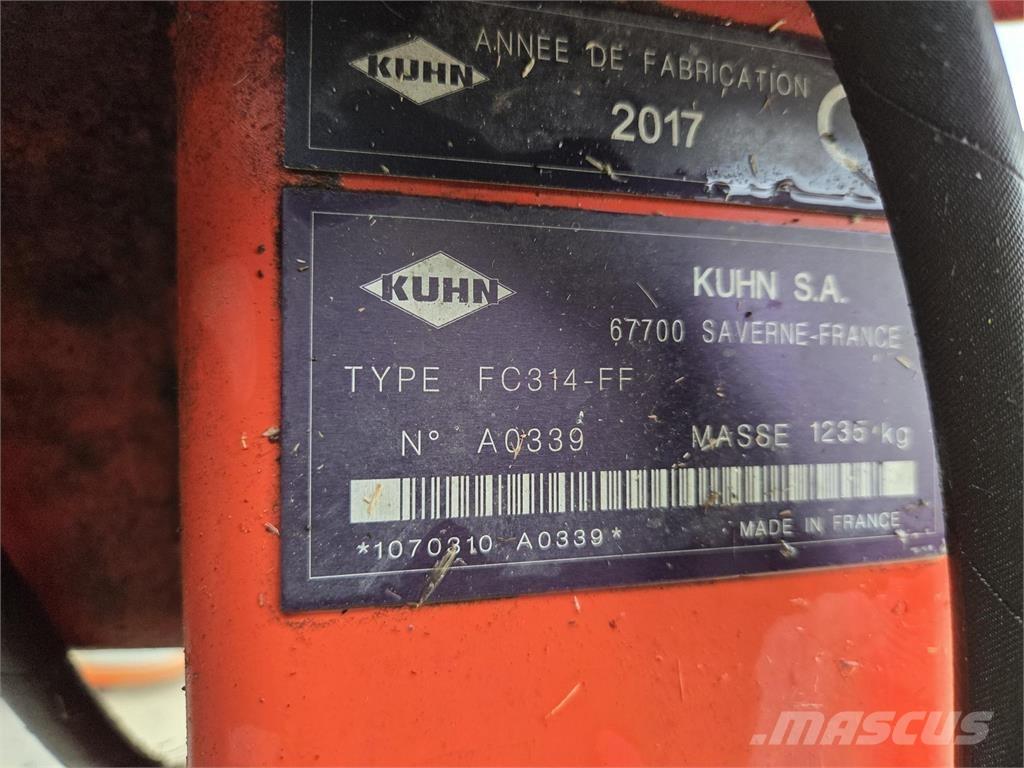 KUHN
ANNÉE DE FABRICATION
2017
KUHN
KUHN S.A.
67700 SAVERNE-FRANCE
TYPE FC314-FF
N° A0339 MASSE 1235 kg
*1070310 A0339*
MADE IN FRANCE
MASCUS